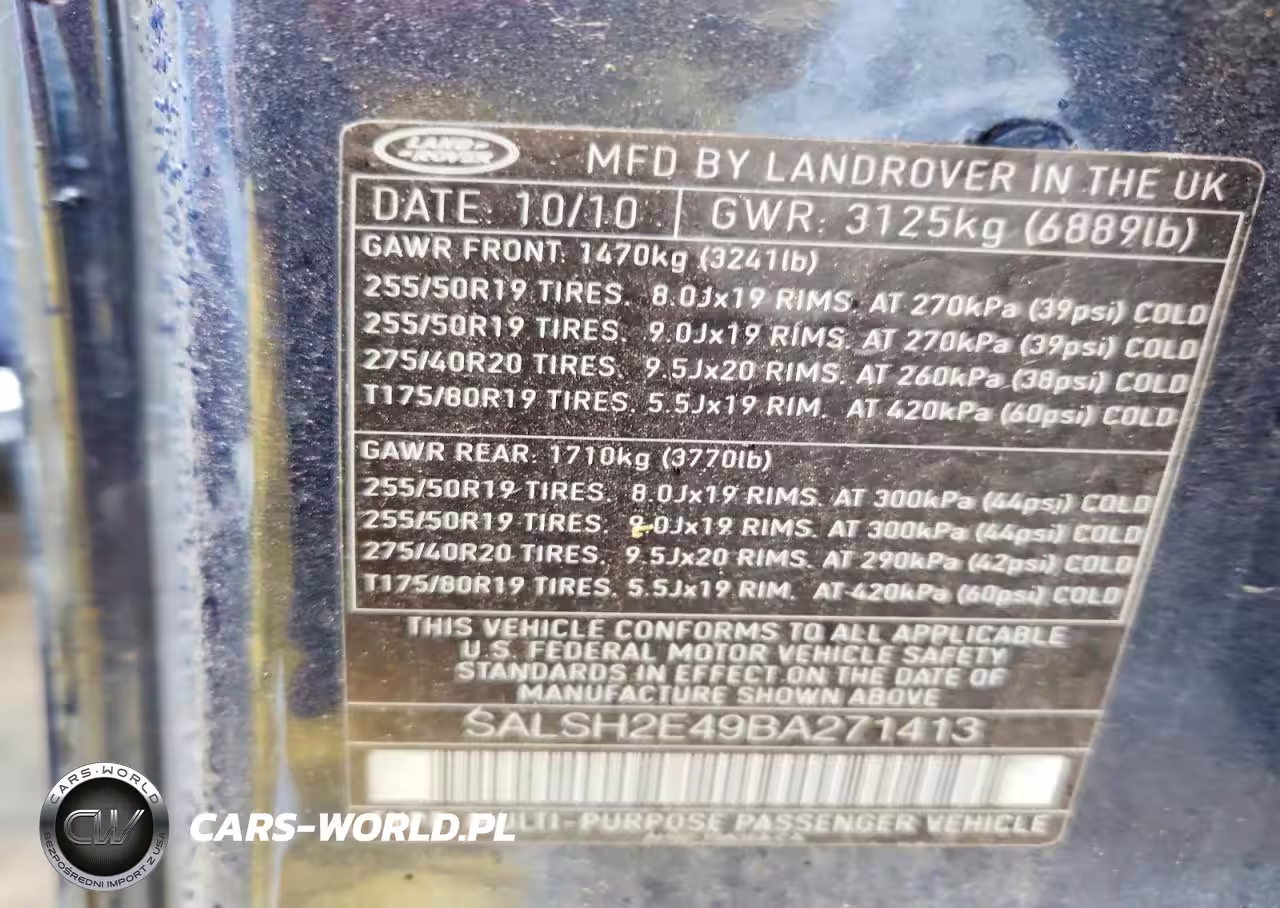 LAND ROVER
MFD BY LANDROVER IN THE UK
DATE: 10/10 GWR: 3125kg (6889lb)
GAWR FRONT: 1470kg (3241lb)
255/50R19 TIRES. 8.0Jx19 RIMS. AT 270kPa (39psi) COLD
255/50R19 TIRES. 9.0Jx19 RIMS. AT 270kPa (39psi) COLD
275/40R20 TIRES. 9.5Jx20 RIMS. AT 260kPa (38psi) COLD
T175/80R19 TIRES. 5.5Jx19 RIM. AT 420kPa (60psi) COLD
GAWR REAR: 1710kg (3770lb)
255/50R19 TIRES. 8.0Jx19 RIMS. AT 300kPa (44psi) COLD
255/50R19 TIRES. 9.0Jx19 RIMS. AT 300kPa (44psi) COLD
275/40R20 TIRES. 9.5Jx20 RIMS. AT 290kPa (42psi) COLD
T175/80R19 TIRES. 5.5Jx19 RIM. AT 420kPa (60psi) COLD
THIS VEHICLE CONFORMS TO ALL APPLICABLE
U.S. FEDERAL MOTOR VEHICLE SAFETY
STANDARDS IN EFFECT ON THE DATE OF
MANUFACTURE SHOWN ABOVE
SALSH2E49BA271413
MULTI-PURPOSE PASSENGER VEHICLE
CARS-WORLD
CW
BEZPOŚREDNI IMPORT Z USA
CARS-WORLD.PL